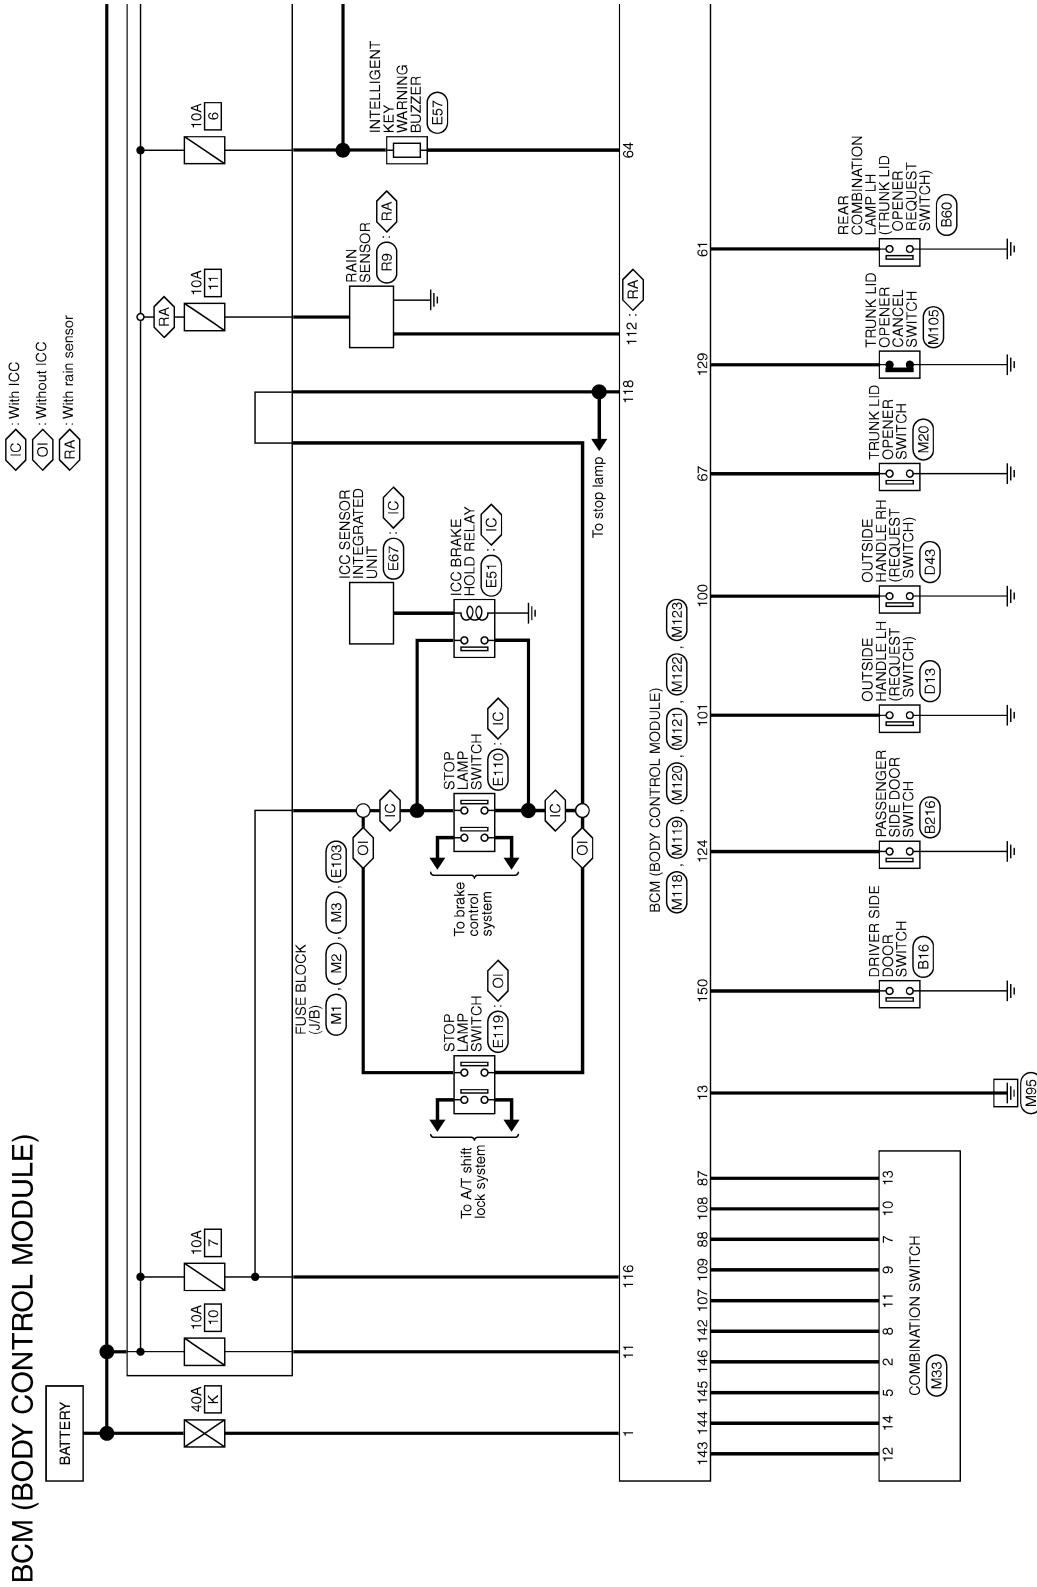 BCM (BODY CONTROL MODULE)
IC : With ICC
OI : Without ICC
RA : With rain sensor
BATTERY
40A
K
10A
10
10A
7
RA
10A
11
10A
6
FUSE BLOCK
(J/B)
M1 , M2 , M3 , E103
STOP
LAMP
SWITCH
E119 : OI
To A/T shift
lock system
OI
IC
STOP
LAMP
SWITCH
E110 : IC
To brake
control
system
IC
OI
ICC SENSOR
INTEGRATED
UNIT
E67 : IC
ICC BRAKE
HOLD RELAY
E51 : IC
To stop lamp
RAIN
SENSOR
R9 : RA
INTELLIGENT
KEY
WARNING
BUZZER
E57
1
11
116
118
112 : RA
64
BCM (BODY CONTROL MODULE)
M118 , M119 , M120 , M121 , M122 , M123
143
144
145
146
142
107
109
88
108
87
13
150
124
101
100
67
129
61
12
14
5
2
8
11
9
7
10
13
COMBINATION SWITCH
M33
M95
DRIVER SIDE
DOOR
SWITCH
B16
PASSENGER
SIDE DOOR
SWITCH
B216
OUTSIDE
HANDLE LH
(REQUEST
SWITCH)
D13
OUTSIDE
HANDLE RH
(REQUEST
SWITCH)
D43
TRUNK LID
OPENER
SWITCH
M20
TRUNK LID
OPENER
CANCEL
SWITCH
M105
REAR
COMBINATION
LAMP LH
(TRUNK LID
OPENER
REQUEST
SWITCH)
B60